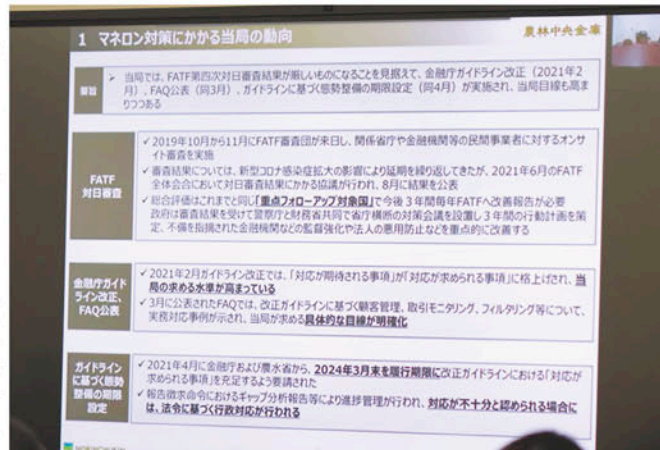 1 マネロン対策にかかる当局の動向
農林中央金庫
要旨
当局では、FATF第四次対日審査結果が厳しいものになることを見据えて、金融庁ガイドライン改正（2021年2
月）、FAQ公表（同3月）、ガイドラインに基づく態勢整備の期限設定（同4月）が実施され、当局目線も高ま
りつつある
FATF
対日審査
✓2019年10月から11月にFATF審査団が来日し、関係省庁や金融機関等の民間事業者に対するオンサ
イト審査を実施
✓審査結果については、新型コロナ感染症拡大の影響により延期を繰り返してきたが、2021年6月のFATF
全体会合において対日審査結果にかかる協議が行われ、8月に結果を公表
✓総合評価はこれまでと同じ「重点フォローアップ対象国」で今後3年間毎年FATFへ改善報告が必要
政府は審査結果を受けて警察庁と財務省共同で省庁横断の対策会議を設置し3年間の行動計画を策
定、不備を指摘された金融機関などの監督強化や法人の悪用防止などを重点的に改善する
金融庁ガイド
ライン改正、
FAQ公表
✓2021年2月ガイドライン改正では、「対応が期待される事項」が「対応が求められる事項」に格上げされ、当
局の求める水準が高まっている
✓3月に公表されたFAQでは、改正ガイドラインに基づく顧客管理、取引モニタリング、フィルタリング等について、
実務対応事例が示され、当局が求める具体的な目線が明確化
ガイドライン
に基づく態勢
整備の期限
設定
✓2021年4月に金融庁および農水省から、2024年3月末を履行期限に改正ガイドラインにおける「対応が
求められる事項」を充足するよう要請された
✓報告徴求命令におけるギャップ分析報告等により進捗管理が行われ、対応が不十分と認められる場合に
は、法令に基づく行政対応が行われる